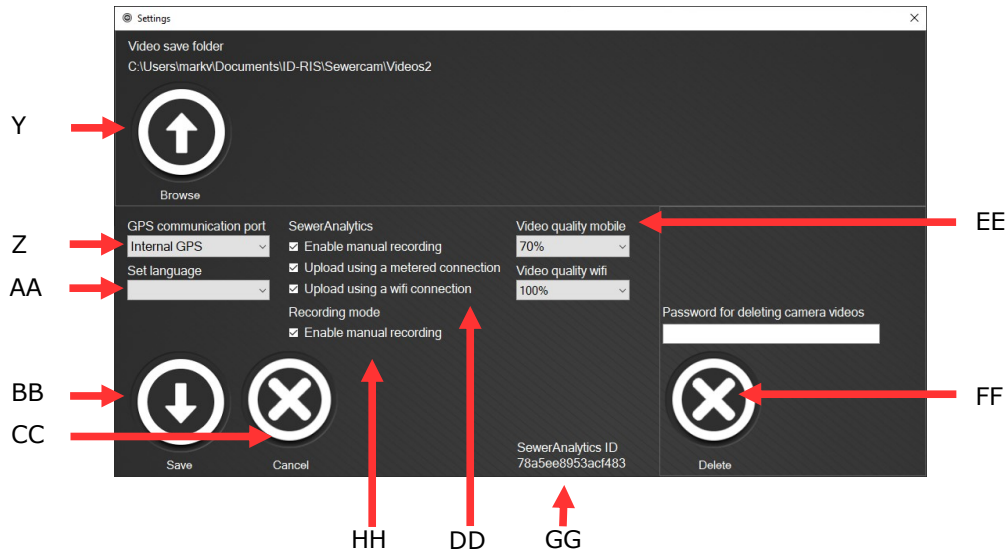 Settings
Video save folder
C:\Users\markv\Documents\ID-RIS\Sewercam\Videos2
Y
Browse
EE
GPS communication port
SewerAnalytics
Video quality mobile
Z
Internal GPS
Enable manual recording
70%
Set language
Upload using a metered connection
Video quality wifi
AA
Upload using a wifi connection
100%
Recording mode
Password for deleting camera videos
Enable manual recording
BB
FF
CC
SewerAnalytics ID
78a5ee8953acf483
Save
Cancel
Delete
HH
DD
GG